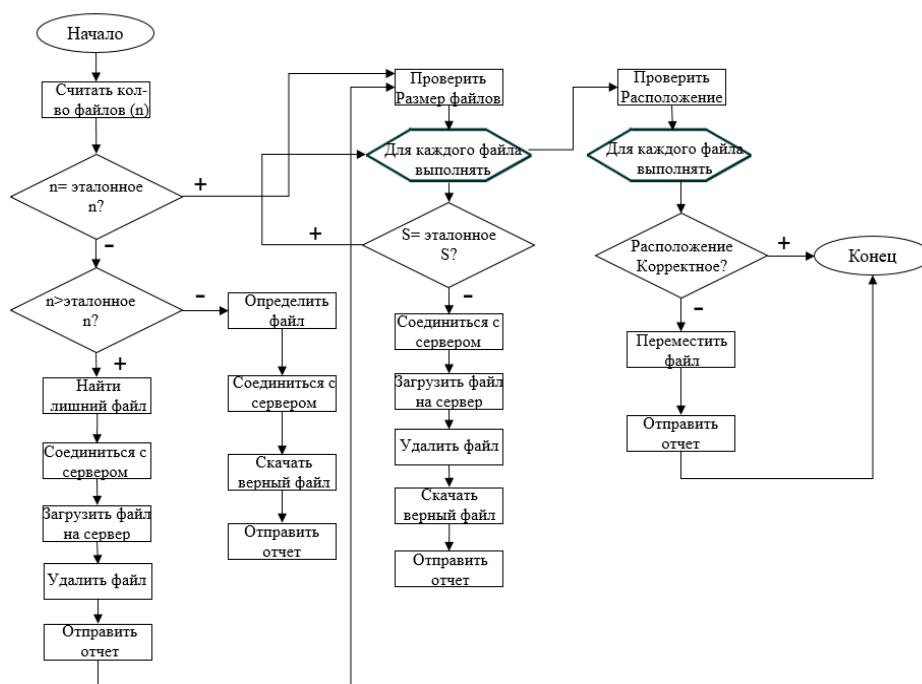 Начало
Считать кол-
во файлов (n)
n= эталонное
n?
+
–
n>эталонное
n?
–
+
Найти
лишний файл
Соединиться с
сервером
Загрузить файл
на сервер
Удалить файл
Отправить
отчет
Определить
файл
Соединиться с
сервером
Скачать
верный файл
Отправить
отчет
Проверить
Размер файлов
Для каждого файла
выполнять
S= эталонное
S?
+
–
Соединиться с
сервером
Загрузить файл
на сервер
Удалить файл
Скачать
верный файл
Отправить
отчет
Проверить
Расположение
Для каждого файла
выполнять
Расположение
Корректное?
+
–
Переместить
файл
Отправить
отчет
Конец